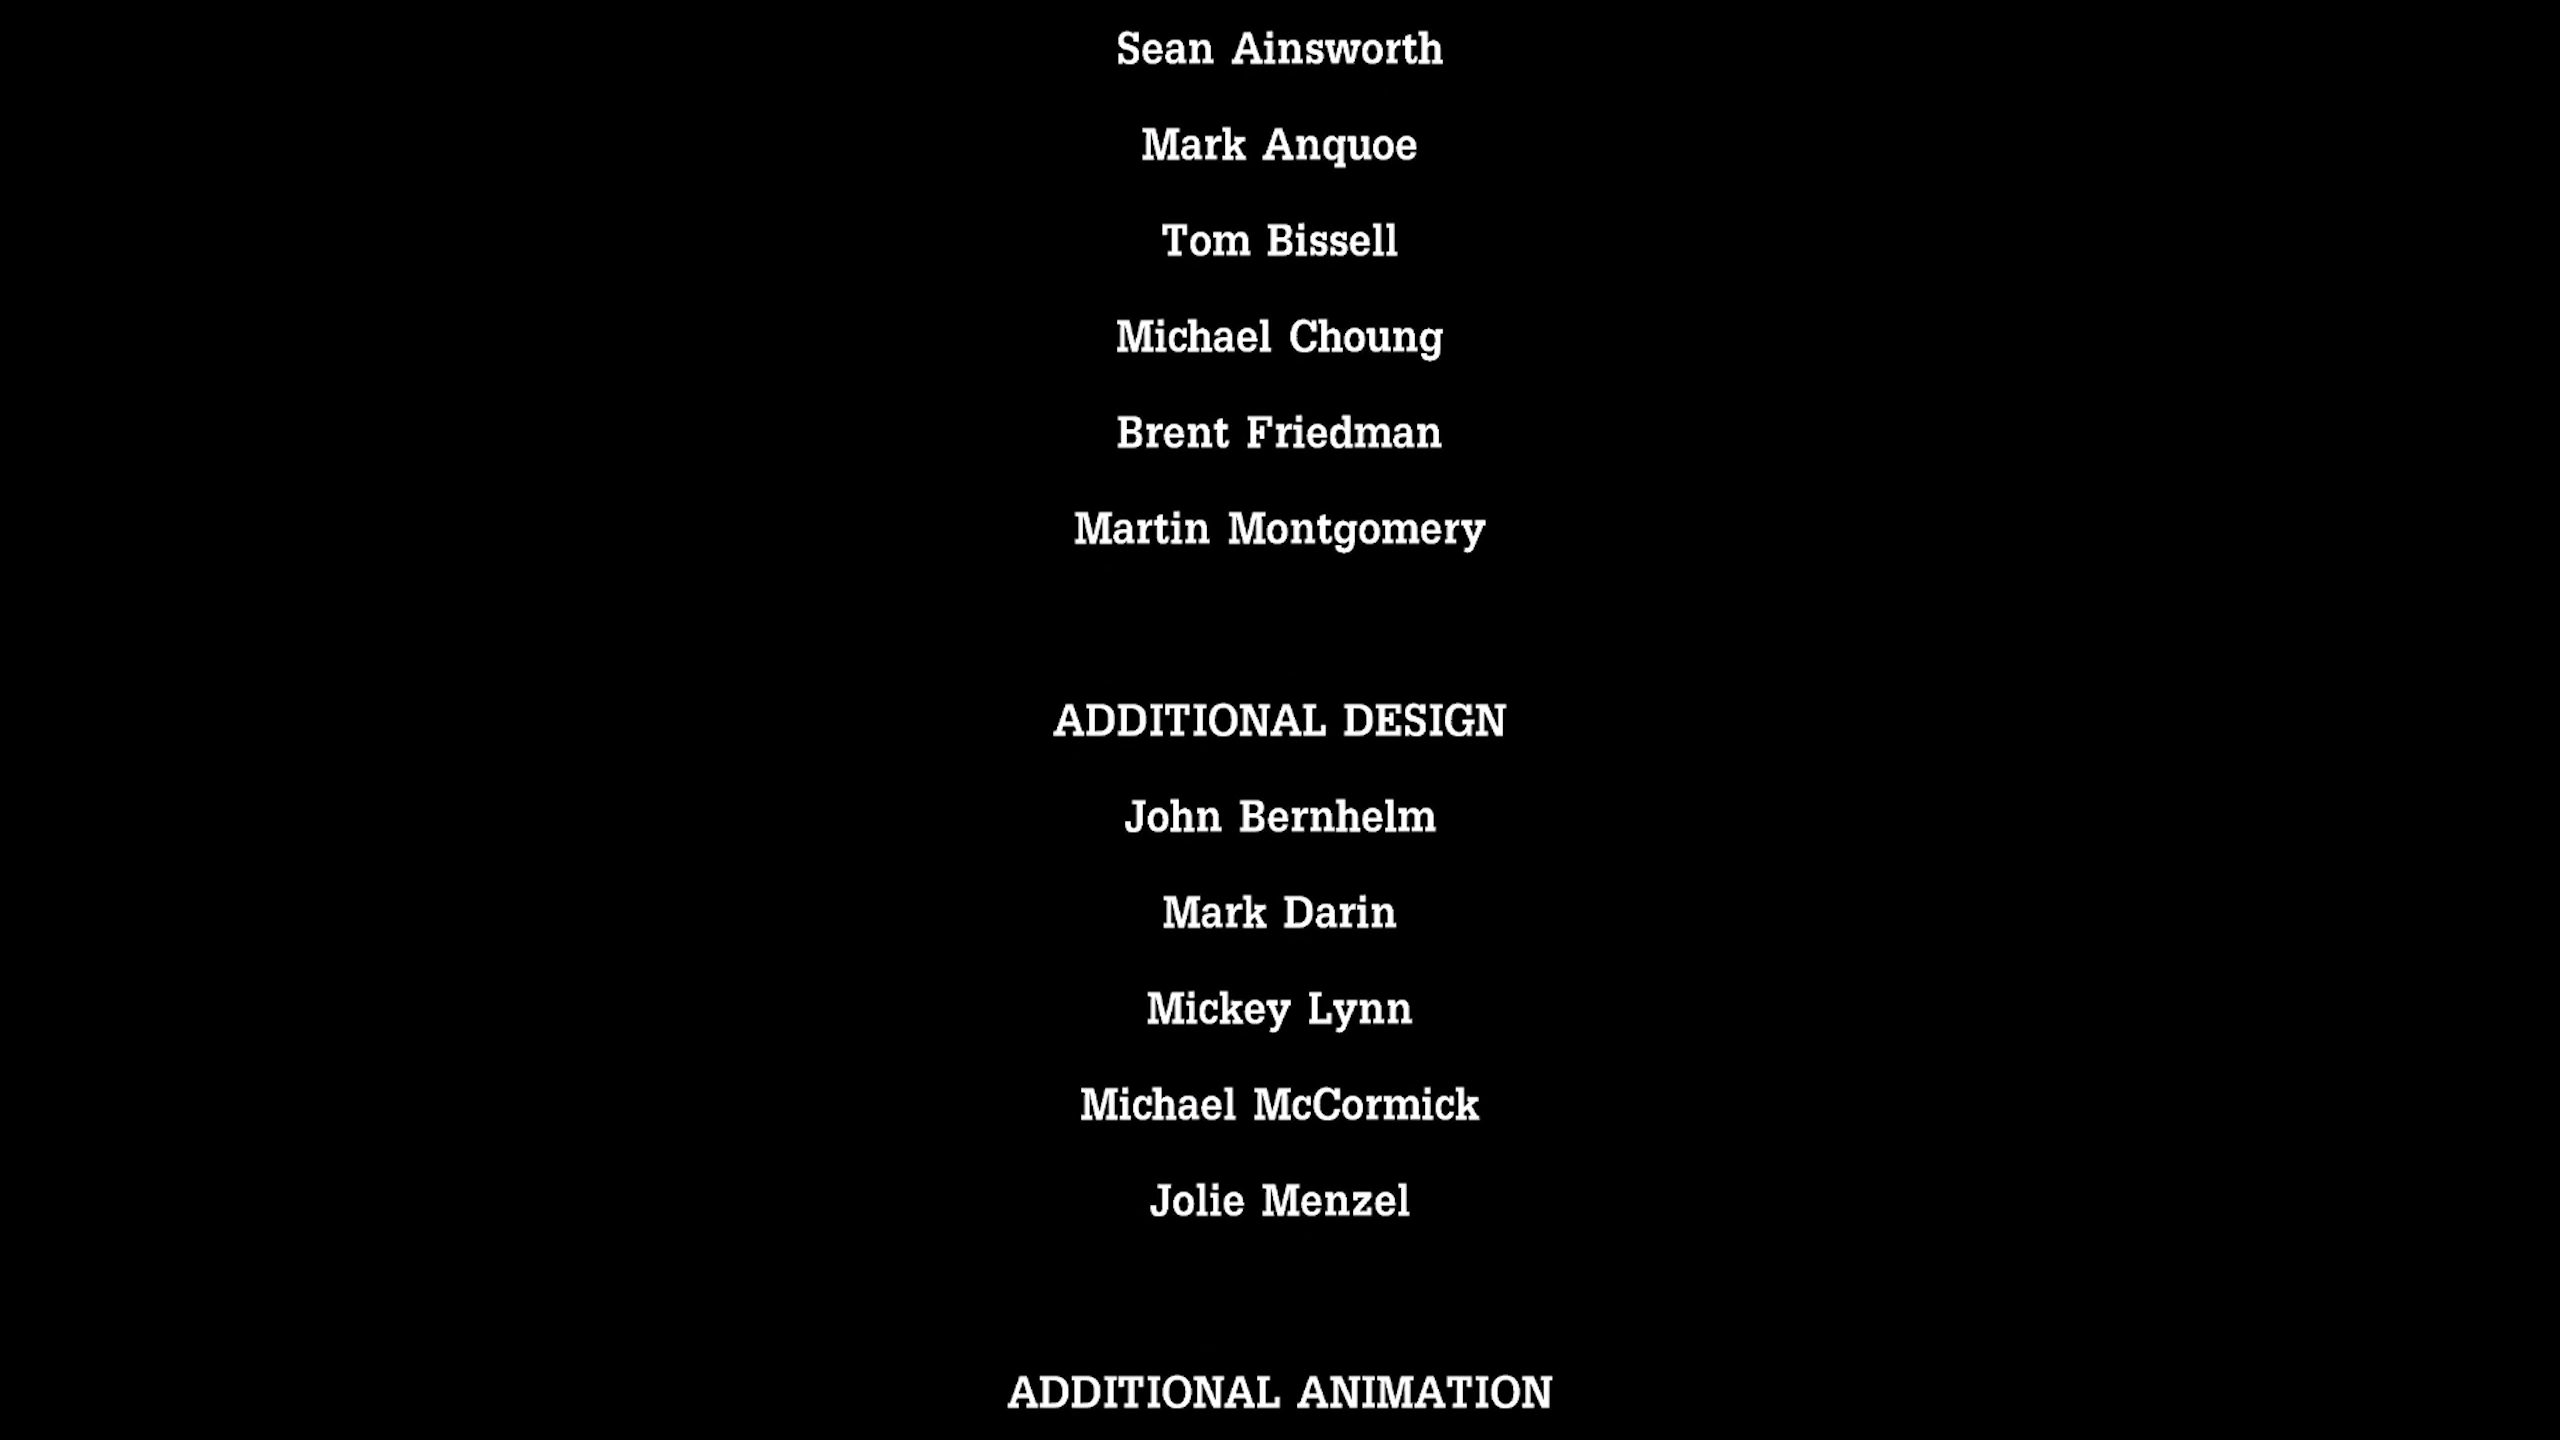 Sean Ainsworth
Mark Anquoe
Tom Bissell
Michael Choung
Brent Friedman
Martin Montgomery
ADDITIONAL DESIGN
John Bernhelm
Mark Darin
Mickey Lynn
Michael McCormick
Jolie Menzel
ADDITIONAL ANIMATION